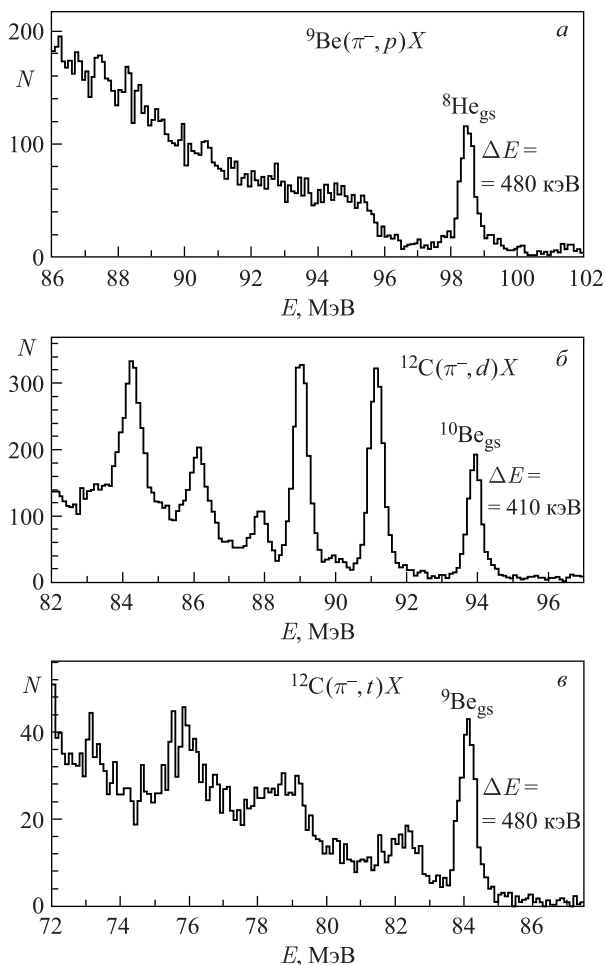 ⁹Be(π⁻, p)X
а
N
200
100
0
⁸He_gs
ΔE =
= 480 кэВ
86 88 90 92 94 96 98 100 102
E, МэВ
¹²C(π⁻, d)X
б
N
300
200
100
0
¹⁰Be_gs
ΔE =
= 410 кэВ
82 84 86 88 90 92 94 96
E, МэВ
¹²C(π⁻, t)X
в
N
40
20
0
⁹Be_gs
ΔE =
= 480 кэВ
72 74 76 78 80 82 84 86
E, МэВ